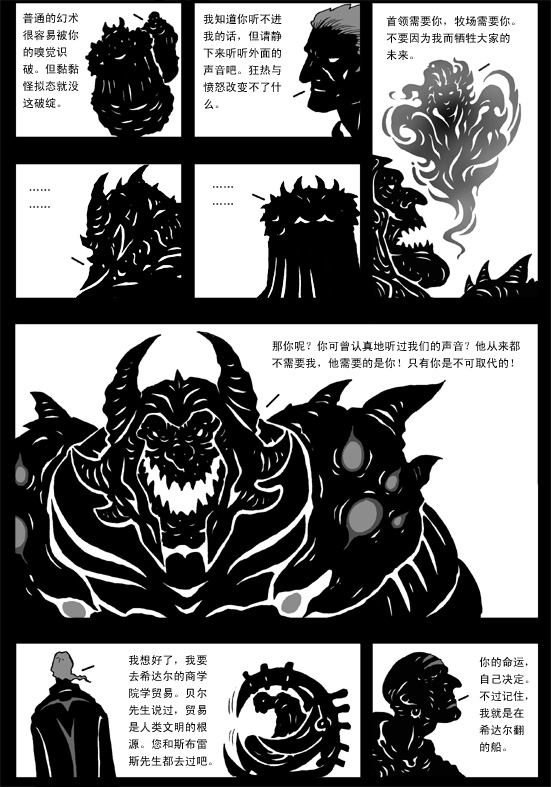 普通的幻术
很容易被你
的嗅觉识
破。但黏黏
怪拟态就没
这破绽。
我知道你听不进
我的话，但请静
下来听听外面的
声音吧。狂热与
愤怒改变不了什
么。
首领需要你，牧场需要你。
不要因为我而牺牲大家的
未来。
……
……
……
……
那你呢？你可曾认真地听过我们的声音？他从来都
不需要我，他需要的是你！只有你是不可取代的！
我想好了，我要
去希达尔的商学
院学贸易。贝尔
先生说过，贸易
是人类文明的根
源。您和斯布雷
斯先生都去过吧。
你的命运，
自己决定。
不过记住，
我就是在
希达尔翻
的船。